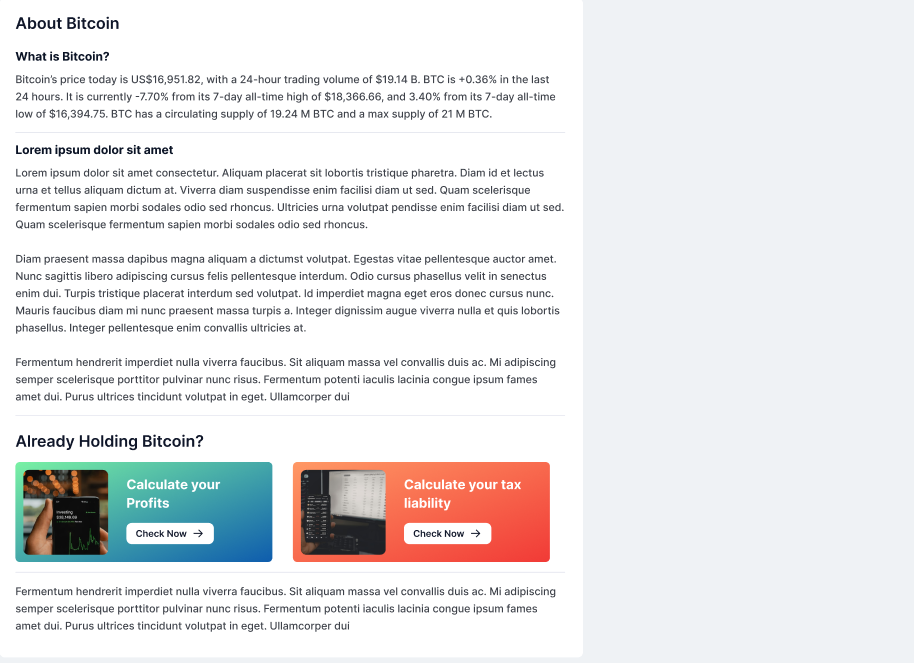 About Bitcoin
What is Bitcoin?
Bitcoin's price today is US$16,951.82, with a 24-hour trading volume of $19.14 B. BTC is +0.36% in the last
24 hours. It is currently -7.70% from its 7-day all-time high of $18,366.66, and 3.40% from its 7-day all-time
low of $16,394.75. BTC has a circulating supply of 19.24 M BTC and a max supply of 21 M BTC.
Lorem ipsum dolor sit amet
Lorem ipsum dolor sit amet consectetur. Aliquam placerat sit lobortis tristique pharetra. Diam id et lectus
urna et tellus aliquam dictum at. Viverra diam suspendisse enim facilisi diam ut sed. Quam scelerisque
fermentum sapien morbi sodales odio sed rhoncus. Ultricies urna volutpat pendisse enim facilisi diam ut sed.
Quam scelerisque fermentum sapien morbi sodales odio sed rhoncus.
Diam praesent massa dapibus magna aliquam a dictumst volutpat. Egestas vitae pellentesque auctor amet.
Nunc sagittis libero adipiscing cursus felis pellentesque interdum. Odio cursus phasellus velit in senectus
enim dui. Turpis tristique placerat interdum sed volutpat. Id imperdiet magna eget eros donec cursus nunc.
Mauris faucibus diam mi nunc praesent massa turpis a. Integer dignissim augue viverra nulla et quis lobortis
phasellus. Integer pellentesque enim convallis ultricies at.
Fermentum hendrerit imperdiet nulla viverra faucibus. Sit aliquam massa vel convallis duis ac. Mi adipiscing
semper scelerisque porttitor pulvinar nunc risus. Fermentum potenti iaculis lacinia congue ipsum fames
amet dui. Purus ultrices tincidunt volutpat in eget. Ullamcorper dui
Already Holding Bitcoin?
Investing
Calculate your
Profits
Check Now
Calculate your tax
liability
Check Now
Fermentum hendrerit imperdiet nulla viverra faucibus. Sit aliquam massa vel convallis duis ac. Mi adipiscing
semper scelerisque porttitor pulvinar nunc risus. Fermentum potenti iaculis lacinia congue ipsum fames
amet dui. Purus ultrices tincidunt volutpat in eget. Ullamcorper dui